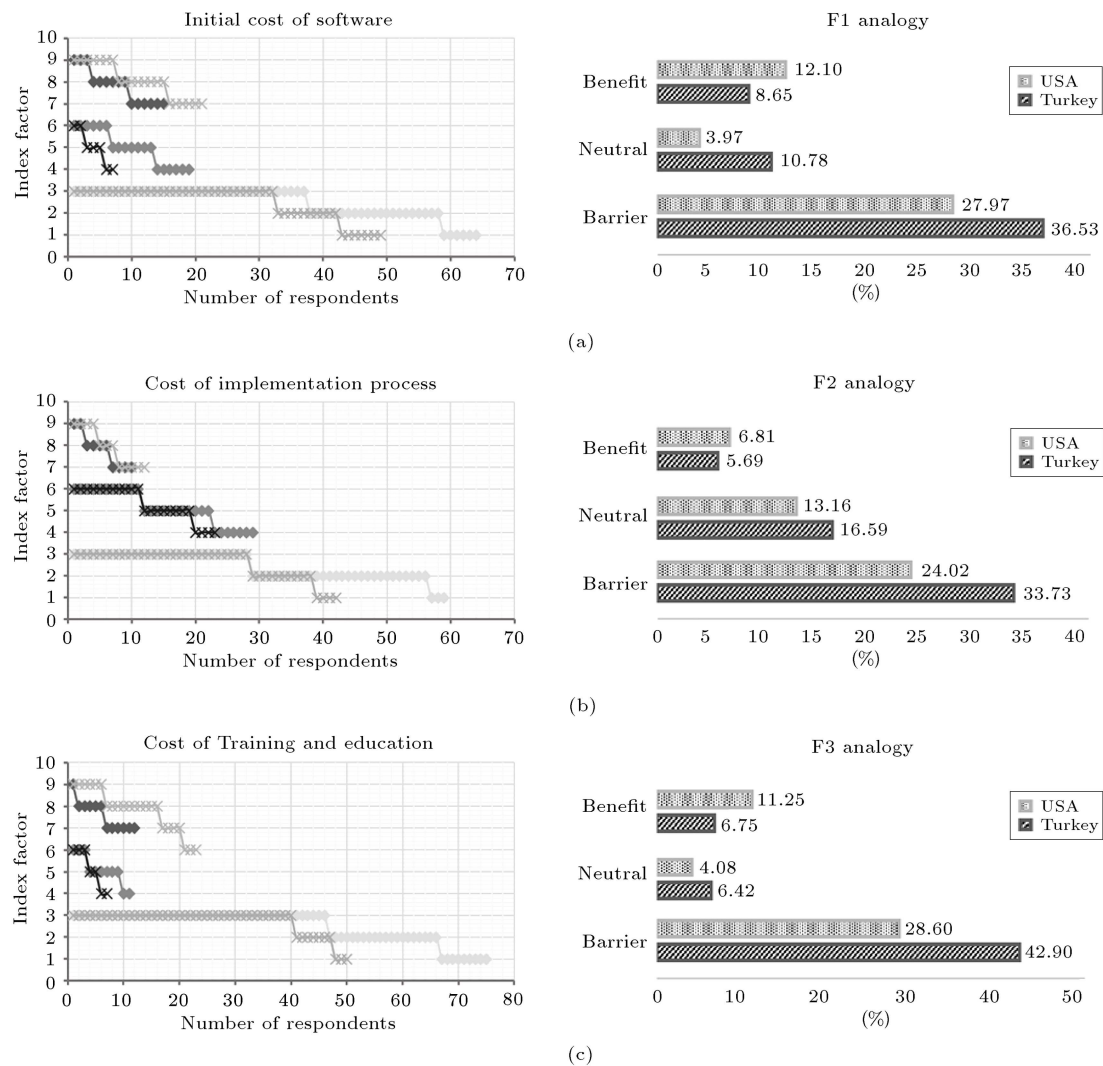 Initial cost of software
10
9
8
7
6
5
4
3
2
1
0
Index factor
0 10 20 30 40 50 60 70
Number of respondents
F1 analogy
Benefit
Neutral
Barrier
12.10
8.65
3.97
10.78
27.97
36.53
USA
Turkey
0 5 10 15 20 25 30 35 40
(%)
(a)
Cost of implementation process
10
9
8
7
6
5
4
3
2
1
0
Index factor
0 10 20 30 40 50 60 70
Number of respondents
F2 analogy
Benefit
Neutral
Barrier
6.81
5.69
13.16
16.59
24.02
33.73
USA
Turkey
0 5 10 15 20 25 30 35 40
(%)
(b)
Cost of Training and education
10
9
8
7
6
5
4
3
2
1
0
Index factor
0 10 20 30 40 50 60 70 80
Number of respondents
F3 analogy
Benefit
Neutral
Barrier
11.25
6.75
4.08
6.42
28.60
42.90
USA
Turkey
0 10 20 30 40 50
(%)
(c)